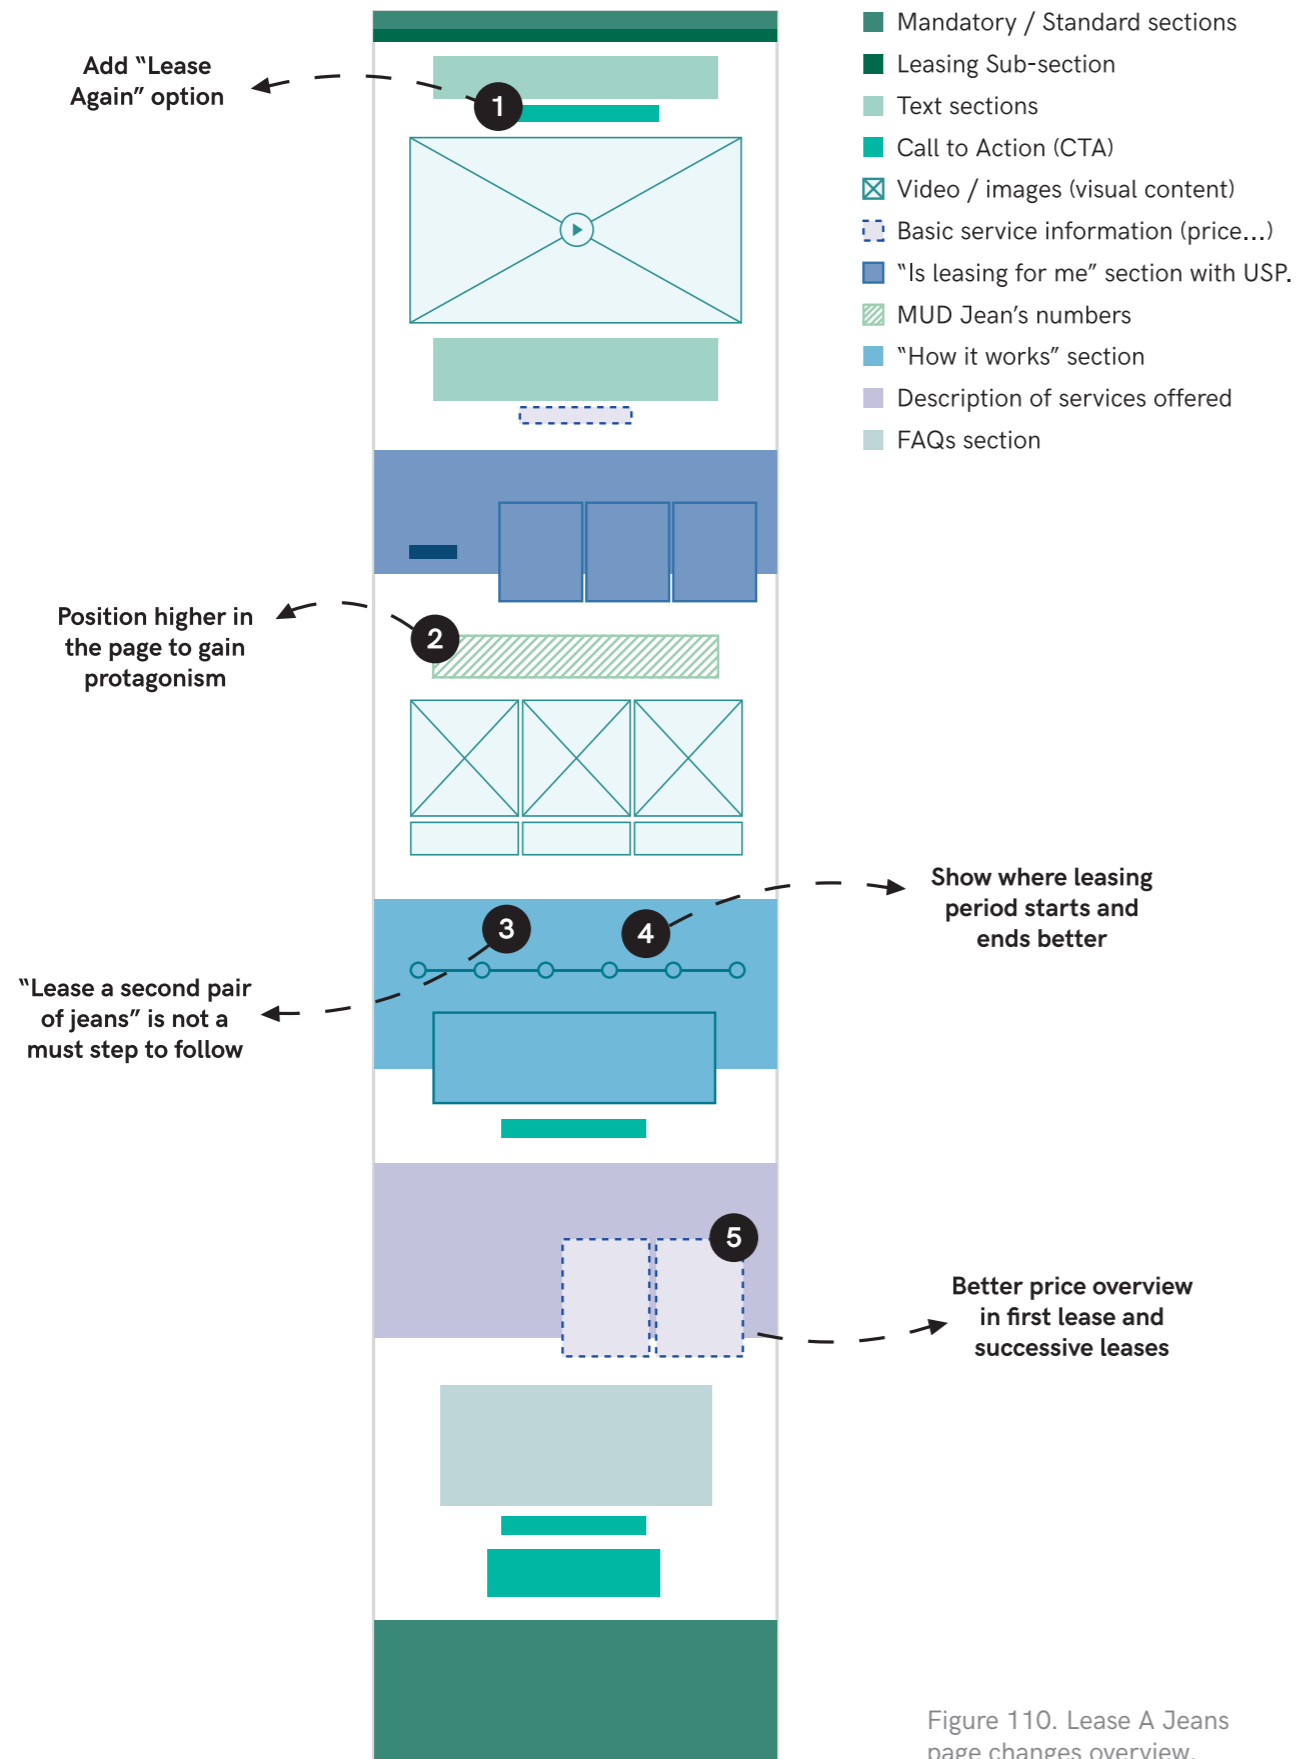 Add “Lease
Again” option
1
Mandatory / Standard sections
Leasing Sub-section
Text sections
Call to Action (CTA)
Video / images (visual content)
Basic service information (price...)
“Is leasing for me” section with USP.
MUD Jean’s numbers
“How it works” section
Description of services offered
FAQs section
Position higher in
the page to gain
protagonism
2
3
4
Show where leasing
period starts and
ends better
“Lease a second pair
of jeans” is not a
must step to follow
5
Better price overview
in first lease and
successive leases
Figure 110. Lease A Jeans
page changes overview.